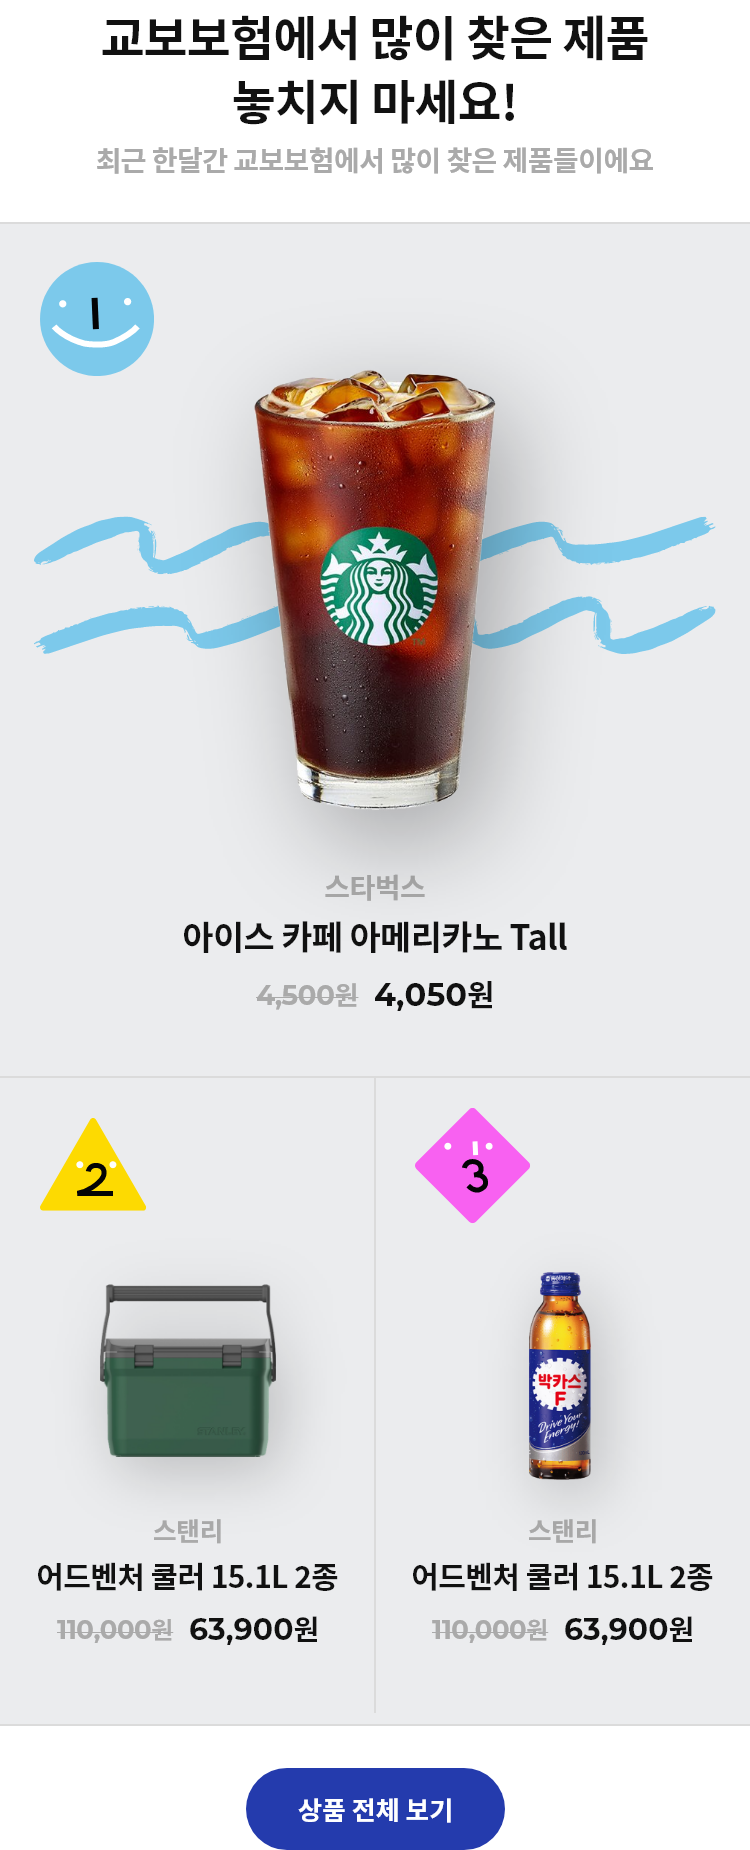 교보보험에서 많이 찾은 제품
놓치지 마세요!
최근 한달간 교보보험에서 많이 찾은 제품들이에요
1
스타벅스
아이스 카페 아메리카노 Tall
4,500원 4,050원
2
3
STANLEY
박카스
F
Drive Your
Energy!
스탠리
어드벤처 쿨러 15.1L 2종
110,000원 63,900원
스탠리
어드벤처 쿨러 15.1L 2종
110,000원 63,900원
상품 전체 보기